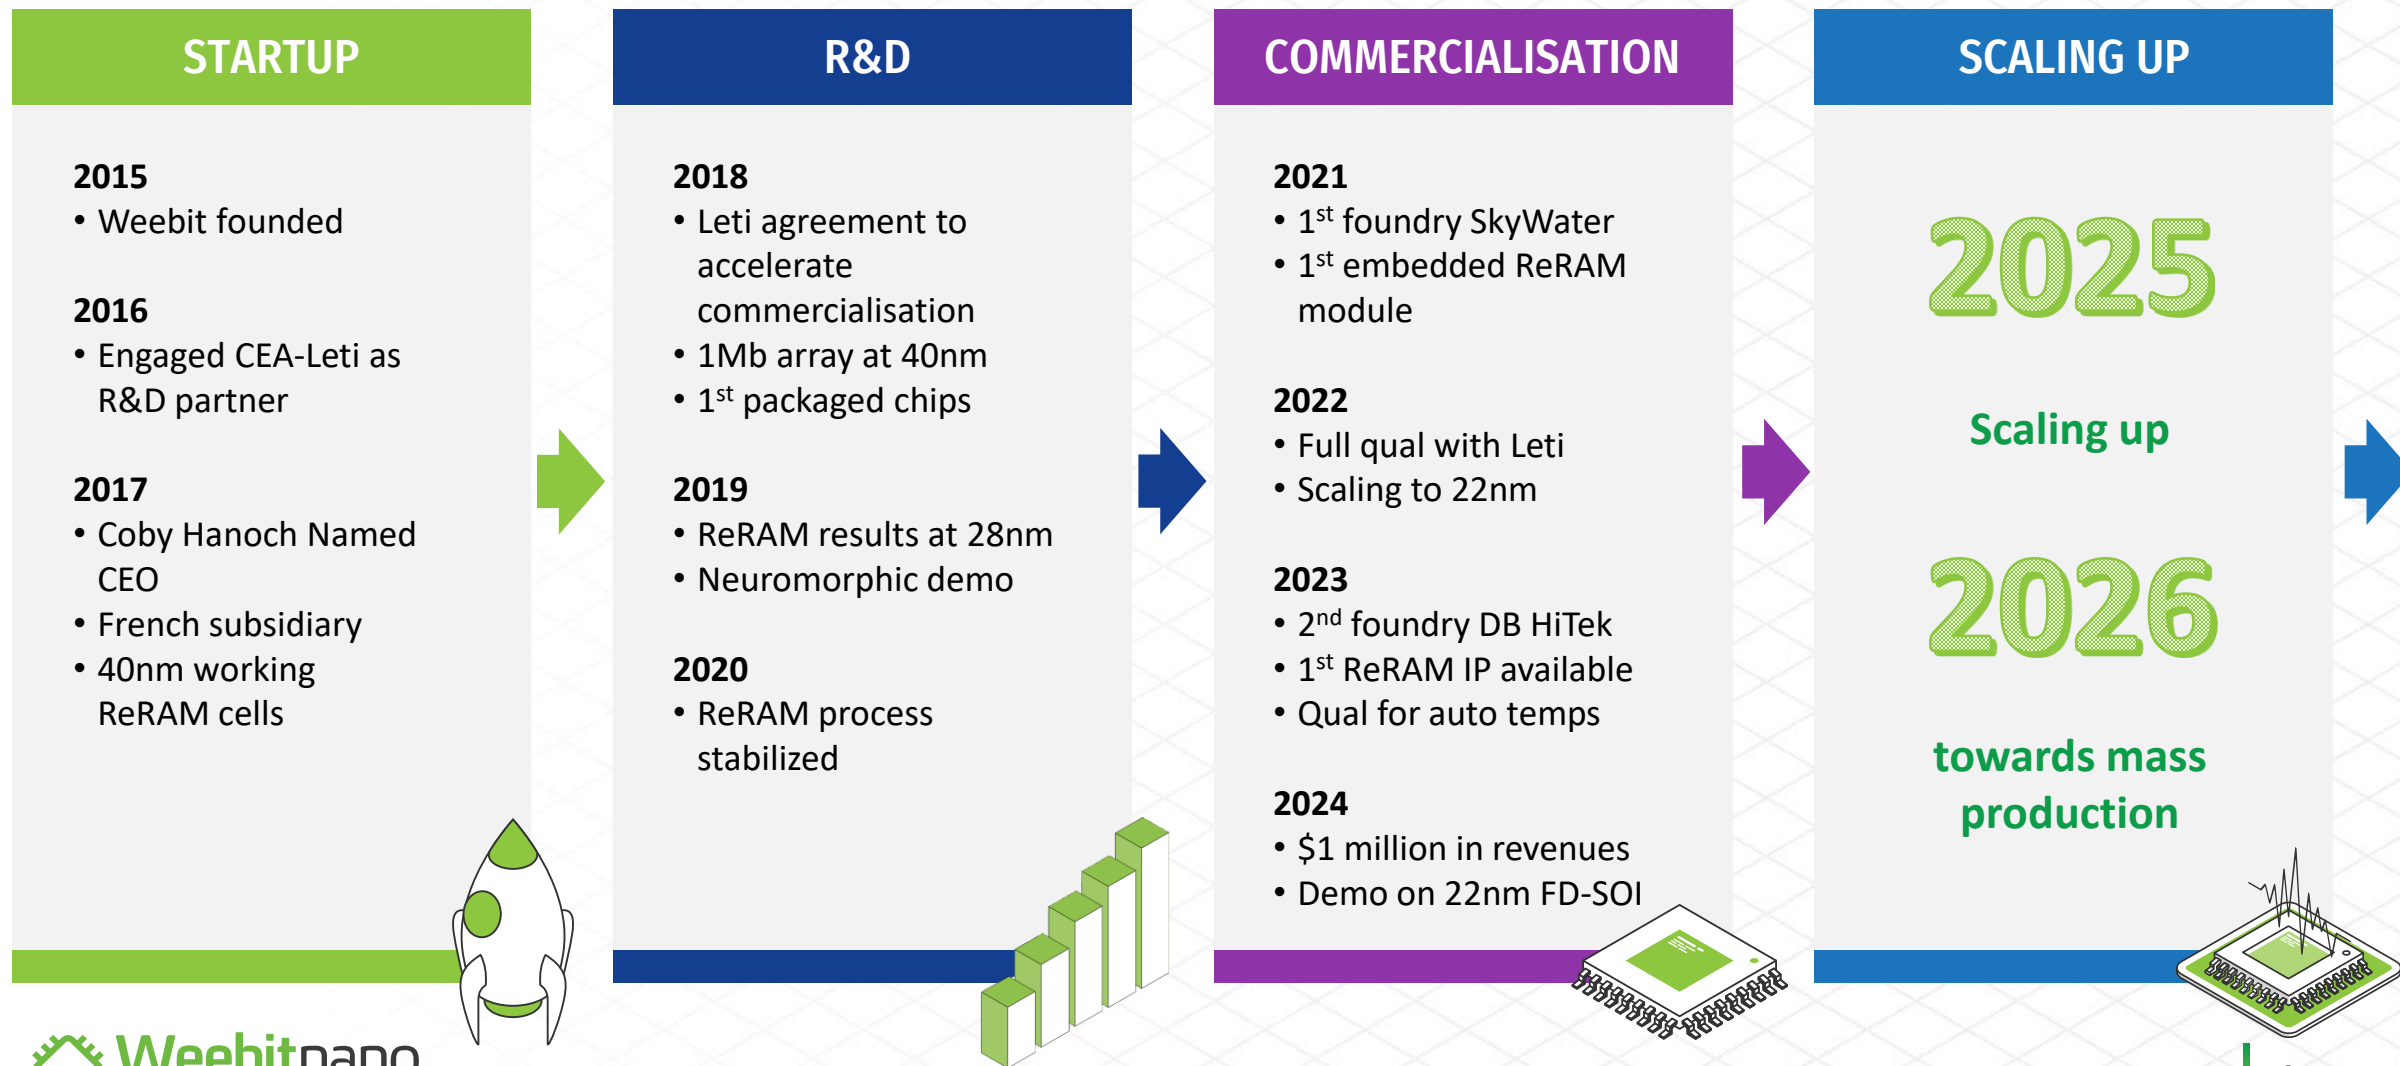 STARTUP
2015
• Weebit founded
2016
• Engaged CEA-Leti as
R&D partner
2017
• Coby Hanoch Named
CEO
• French subsidiary
• 40nm working
ReRAM cells
R&D
2018
• Leti agreement to
accelerate
commercialisation
• 1Mb array at 40nm
• 1st packaged chips
2019
• ReRAM results at 28nm
• Neuromorphic demo
2020
• ReRAM process
stabilized
COMMERCIALISATION
2021
• 1st foundry SkyWater
• 1st embedded ReRAM
module
2022
• Full qual with Leti
• Scaling to 22nm
2023
• 2nd foundry DB HiTek
• 1st ReRAM IP available
• Qual for auto temps
2024
• $1 million in revenues
• Demo on 22nm FD-SOI
SCALING UP
2025
Scaling up
2026
towards mass
production
Weebitnano